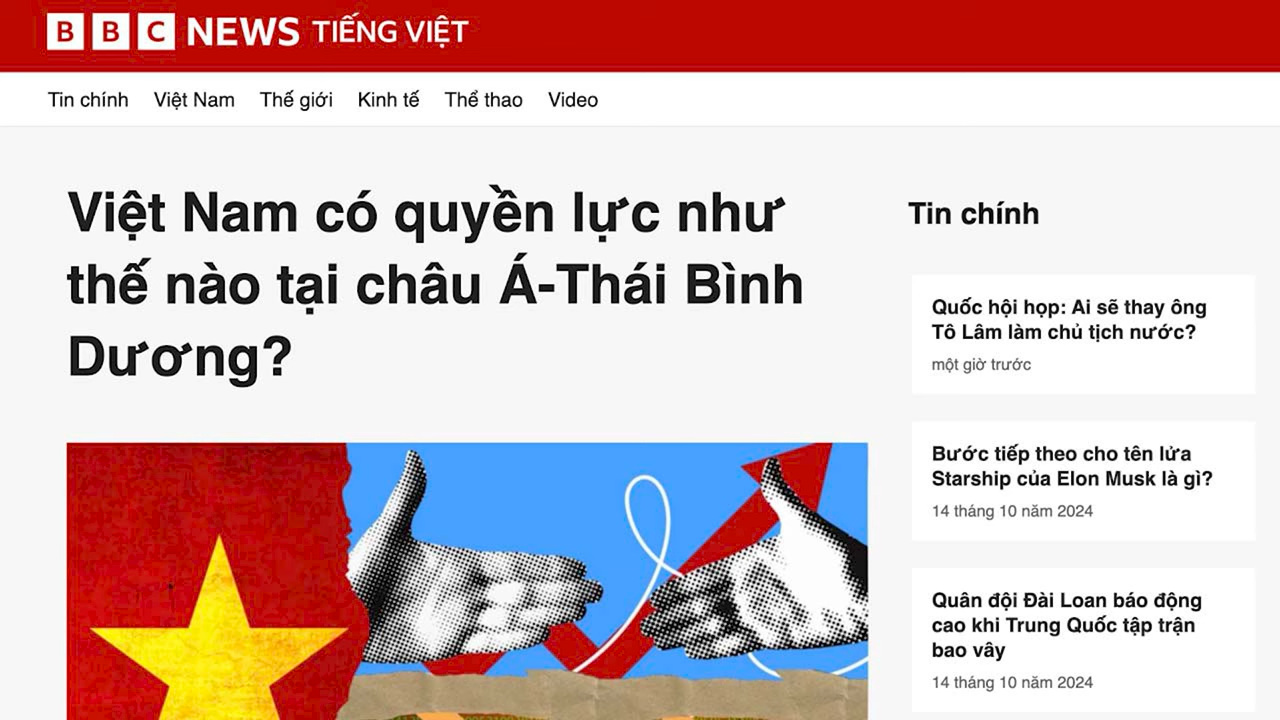 BBC NEWS TIẾNG VIỆT
Tin chính Việt Nam Thế giới Kinh tế Thể thao Video
Việt Nam có quyền lực như
thế nào tại châu Á-Thái Bình
Dương?
Tin chính
Quốc hội họp: Ai sẽ thay ông
Tô Lâm làm chủ tịch nước?
một giờ trước
Bước tiếp theo cho tên lửa
Starship của Elon Musk là gì?
14 tháng 10 năm 2024
Quân đội Đài Loan báo động
cao khi Trung Quốc tập trận
bao vây
14 tháng 10 năm 2024